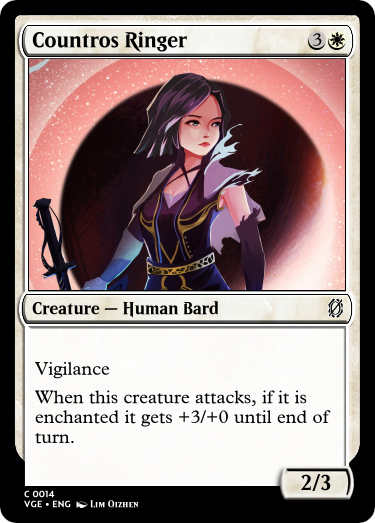 Countros Ringer 3
Creature — Human Bard
Vigilance
When this creature attacks, if it is
enchanted it gets +3/+0 until end of
turn.
2/3
C 0014
VGE • ENG Lim Oizhen